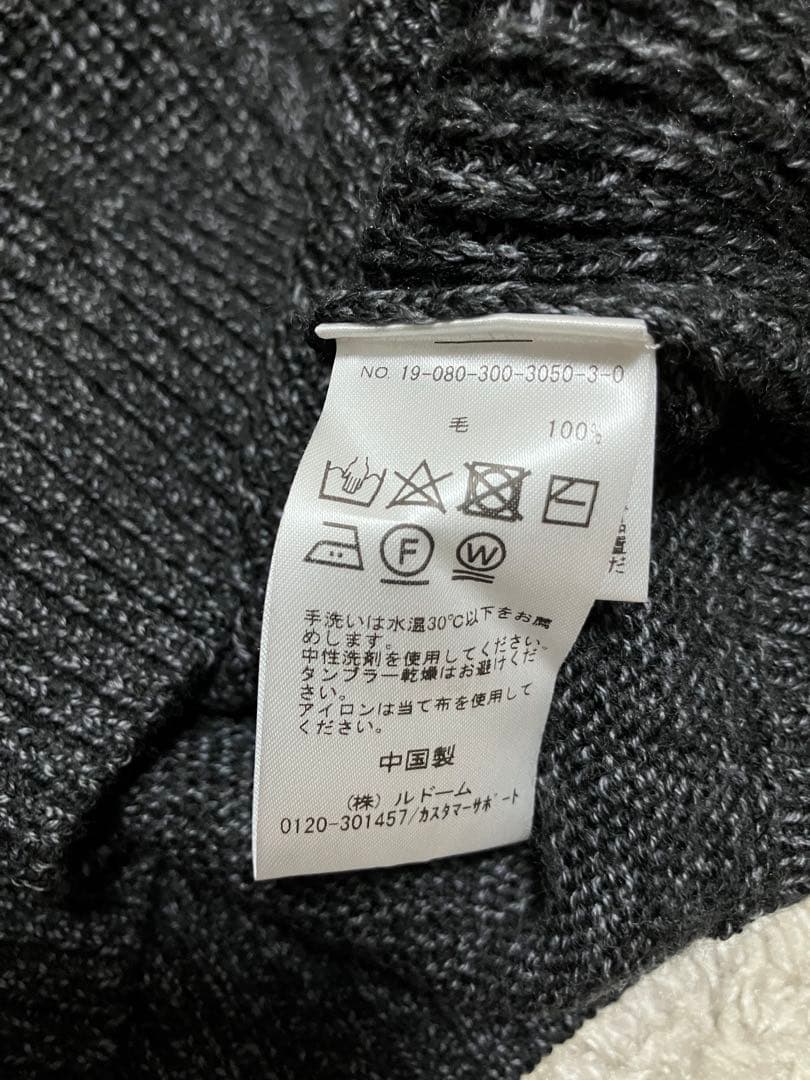 NO. 19-080-300-3050-3-0
毛 100%
F W
手洗いは水温30℃以下をお薦
めします。
中性洗剤を使用してください。
タンブラー乾燥はお避けくだ
さい。
アイロンは当て布を使用して
ください。
中国製
(株)ルドーム
0120-301457/カスタマーサポート